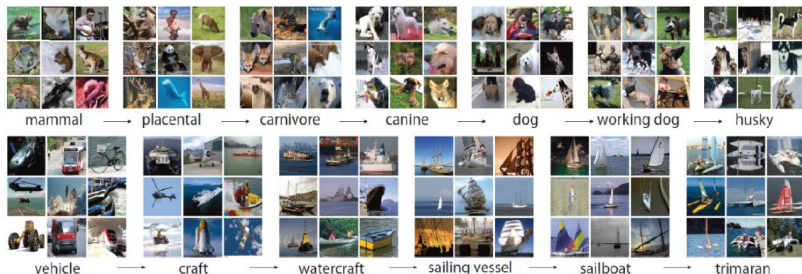 mammal → placental → carnivore → canine → dog → working dog → husky
vehicle → craft → watercraft → sailing vessel → sailboat → trimaran